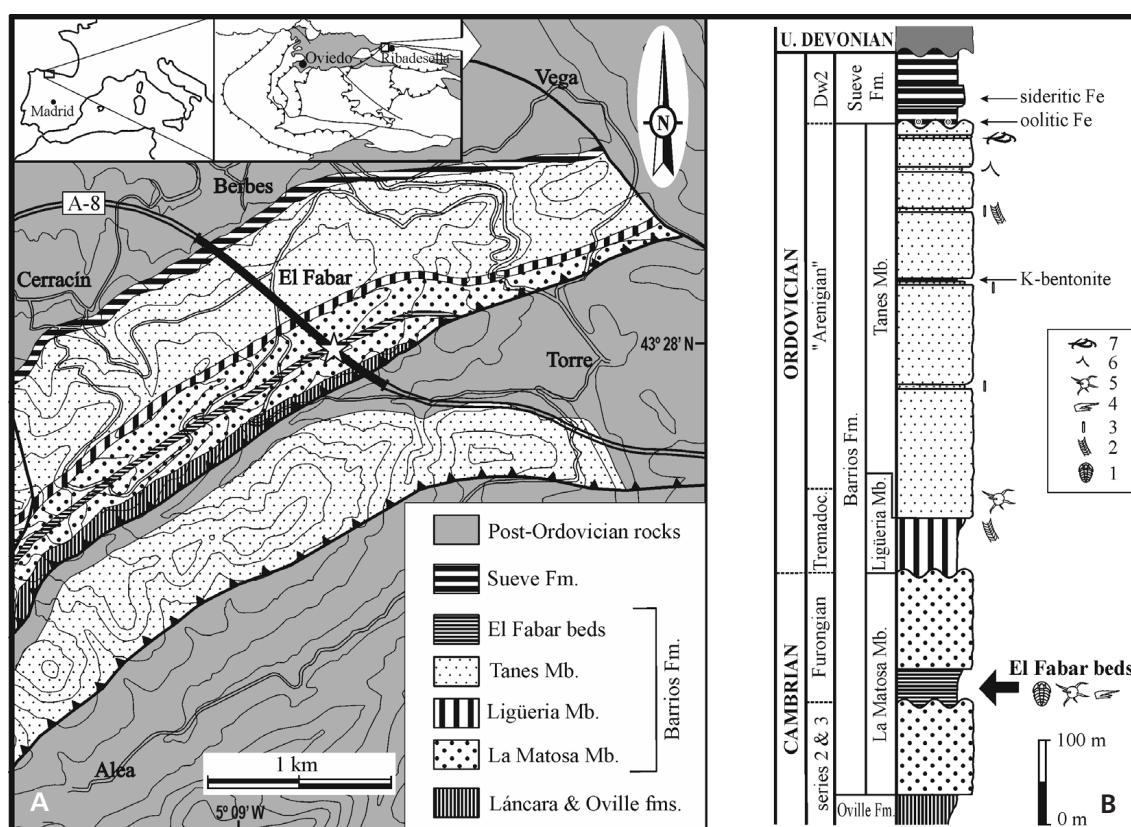 Madrid
Oviedo
Ribadesella
Vega
N
Berbes
A-8
Cerracín
El Fabar
43º 28' N
Torre
Alea
1 km
5º 09' W
A
Post-Ordovician rocks
Sueve Fm.
El Fabar beds
Tanes Mb.
Ligüeria Mb.
La Matosa Mb.
Barrios Fm.
Láncara & Oville fms.
U. DEVONIAN
ORDOVICIAN
CAMBRIAN
Dw2
"Arenigian"
Tremadoc.
Furongian
series 2 & 3
Sueve
Fm.
Barrios Fm.
Tanes Mb.
Ligüeria Mb.
La Matosa Mb.
Oville Fm.
sideritic Fe
oolitic Fe
K-bentonite
7
6
5
4
3
2
1
El Fabar beds
100 m
0 m
B